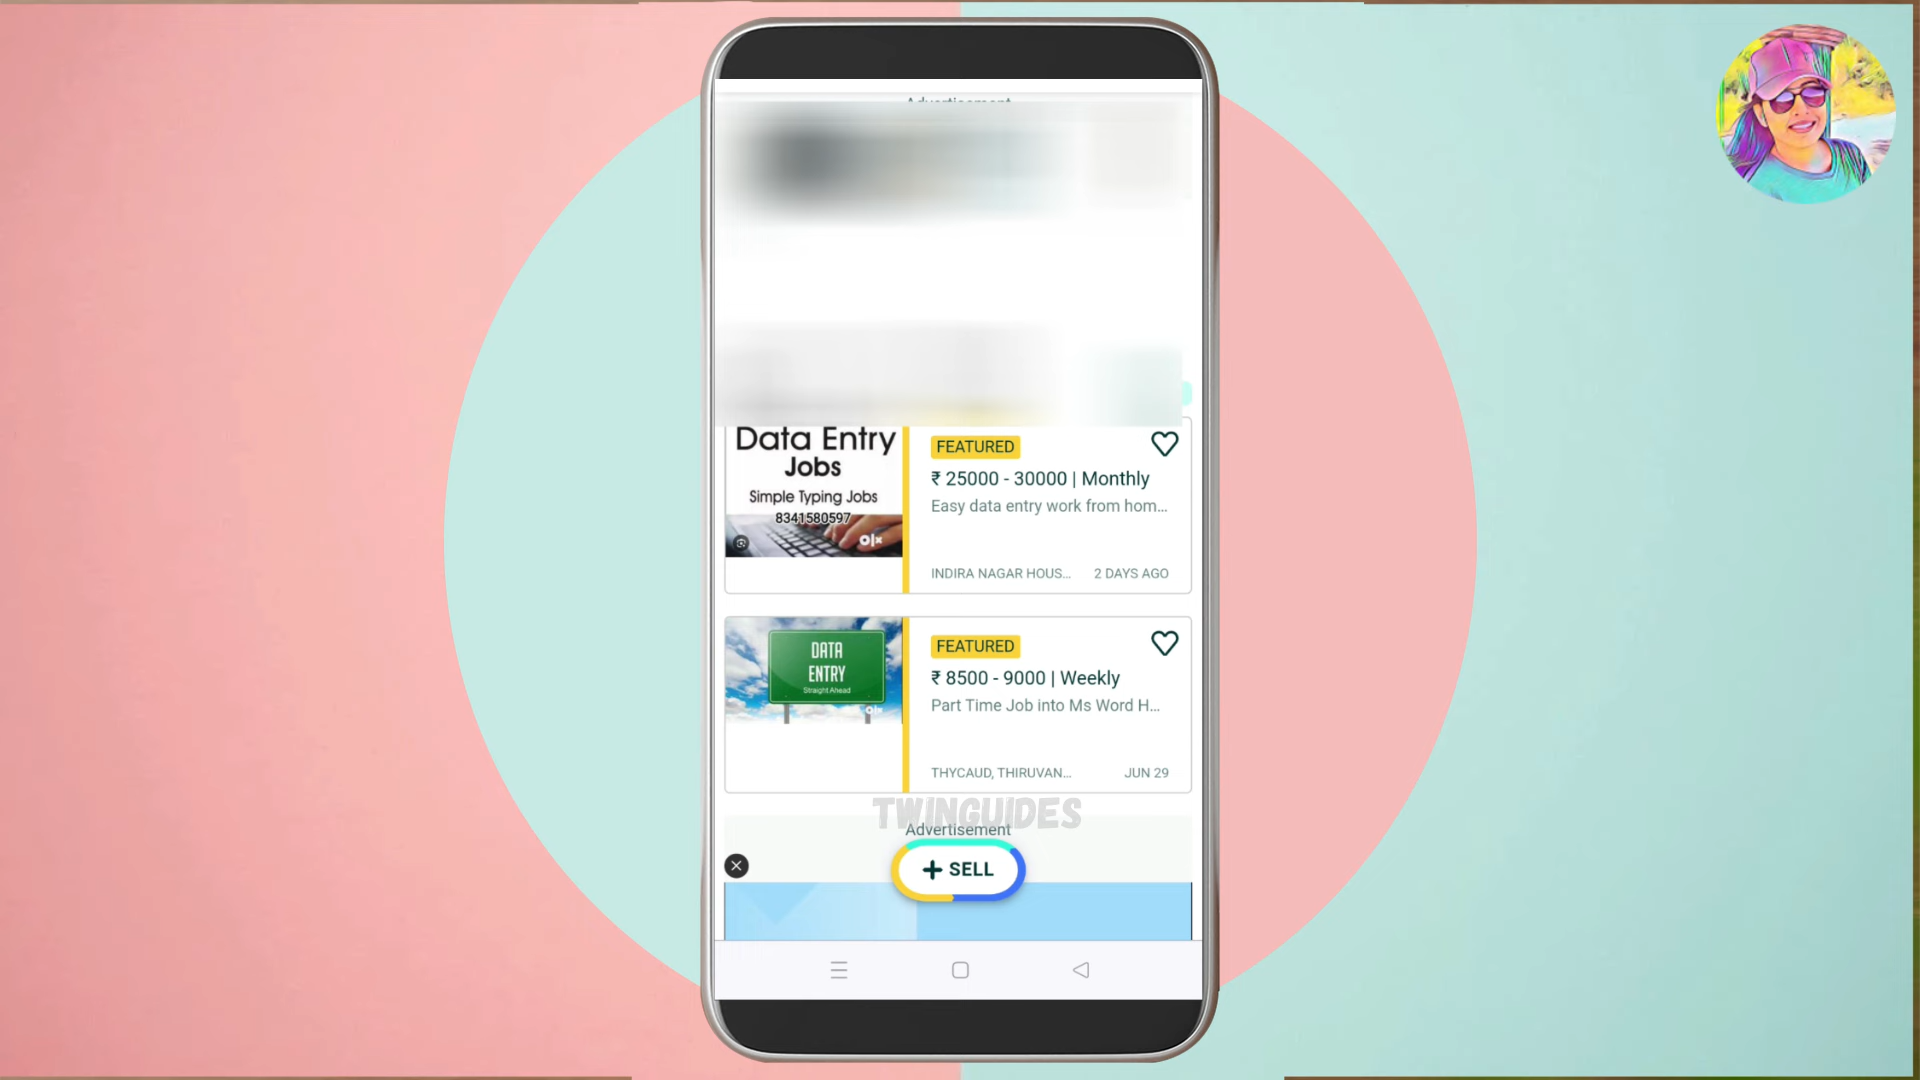 Advertisement
Data Entry
Jobs
Simple Typing Jobs
8341580597
olx
FEATURED
₹ 25000 - 30000 | Monthly
Easy data entry work from hom...
INDIRA NAGAR HOUS... 2 DAYS AGO
DATA
ENTRY
Straight Ahead
olx
FEATURED
₹ 8500 - 9000 | Weekly
Part Time Job into Ms Word H...
THYCAUD, THIRUVAN... JUN 29
TWINGUIDES
Advertisement
+ SELL